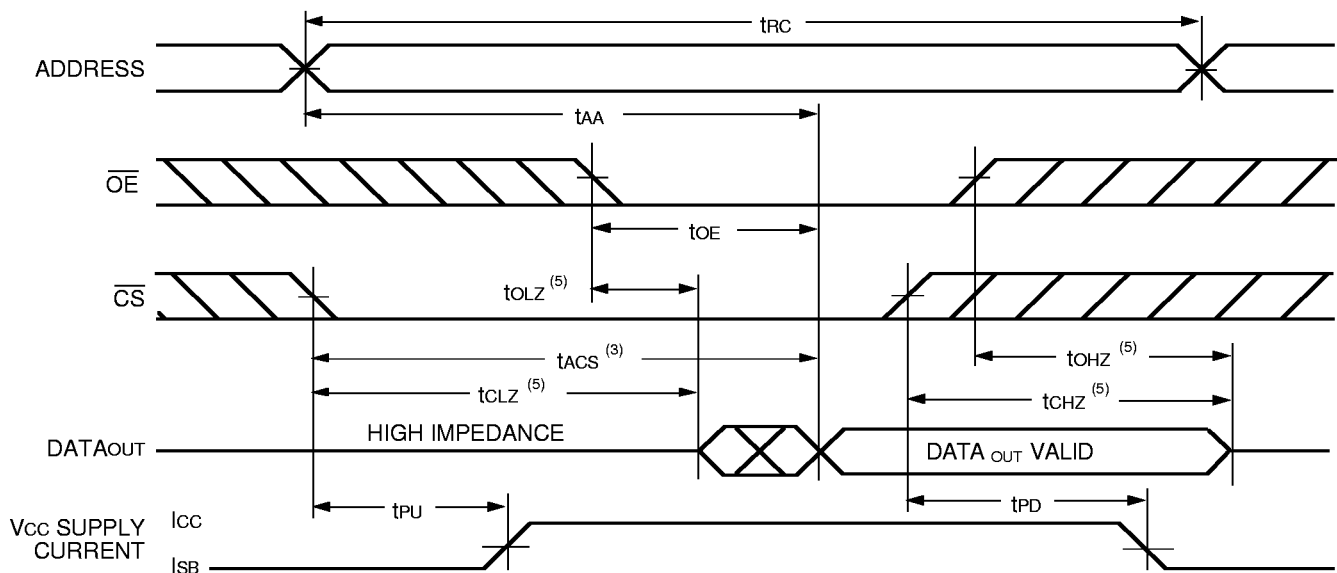 tRC
ADDRESS
tAA
OE
tOE
tOLZ (5)
CS
tACS (3)
tOHZ (5)
tCLZ (5)
tCHZ (5)
HIGH IMPEDANCE
DATAOUT
DATA OUT VALID
tPU
tPD
VCC SUPPLY
CURRENT
ICC
ISB